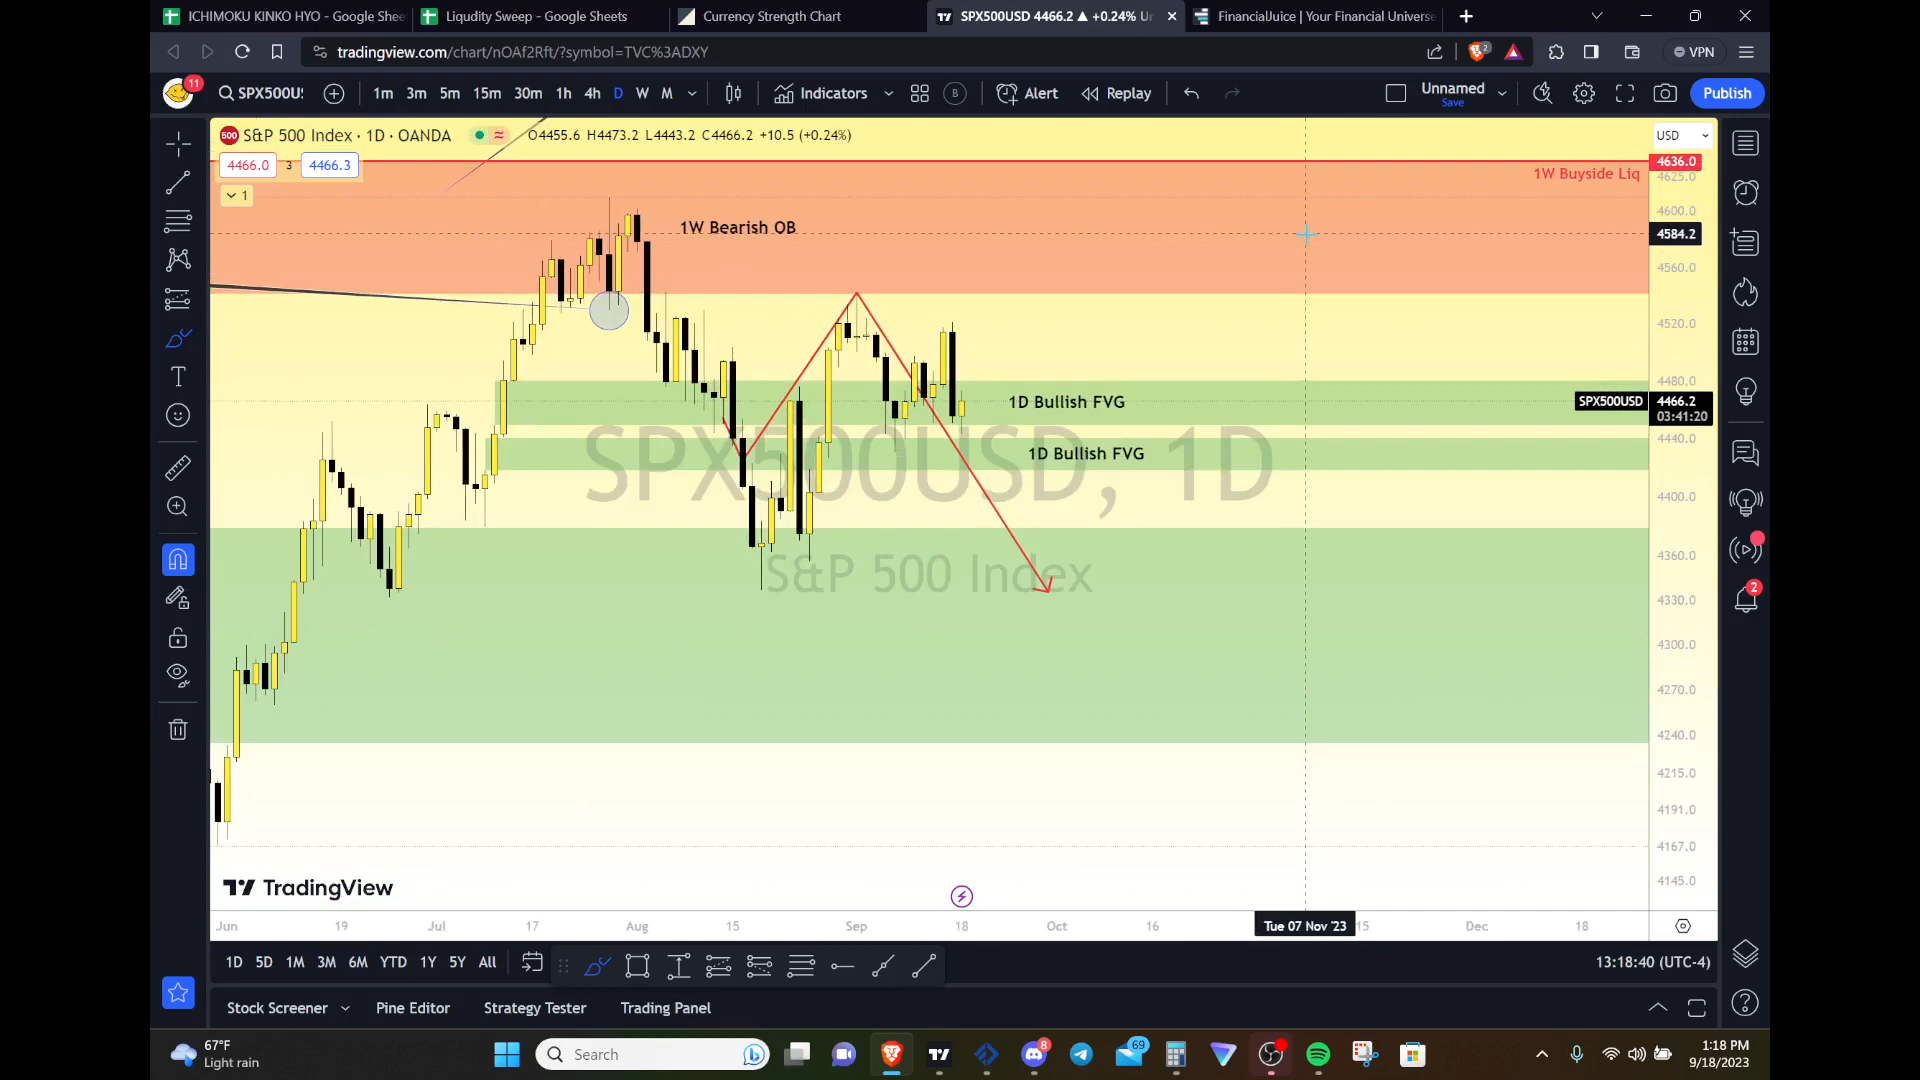 ICHIMOKU KINKO HYO - Google Shee
Liqudity Sweep - Google Sheets
Currency Strength Chart
SPX500USD 4466.2 ▲ +0.24% Un
FinancialJuice | Your Financial Universe
tradingview.com/chart/nOAf2Rft/?symbol=TVC%3ADXY
2
VPN
11
SPX500U
1m 3m 5m 15m 30m 1h 4h D W M
Indicators
B
Alert
Replay
Unnamed
Save
Publish
500
S&P 500 Index · 1D · OANDA
O4455.6 H4473.2 L4443.2 C4466.2 +10.5 (+0.24%)
USD
4466.0 3 4466.3
1
4636.0
1W Buyside Liq
4625.0
4600.0
1W Bearish OB
4584.2
4560.0
4520.0
4480.0
1D Bullish FVG
SPX500USD
4466.2
03:41:20
4440.0
1D Bullish FVG
SPX500USD, 1D
4400.0
S&P 500 Index
4360.0
4330.0
4300.0
4270.0
4240.0
4215.0
4191.0
4167.0
4145.0
TradingView
Jun 19 Jul 17 Aug 15 Sep 18 Oct 16 Tue 07 Nov '23 15 Dec 18
1D 5D 1M 3M 6M YTD 1Y 5Y All
13:18:40 (UTC-4)
Stock Screener
Pine Editor
Strategy Tester
Trading Panel
2
67°F
Light rain
Search
8
69
1:18 PM
9/18/2023